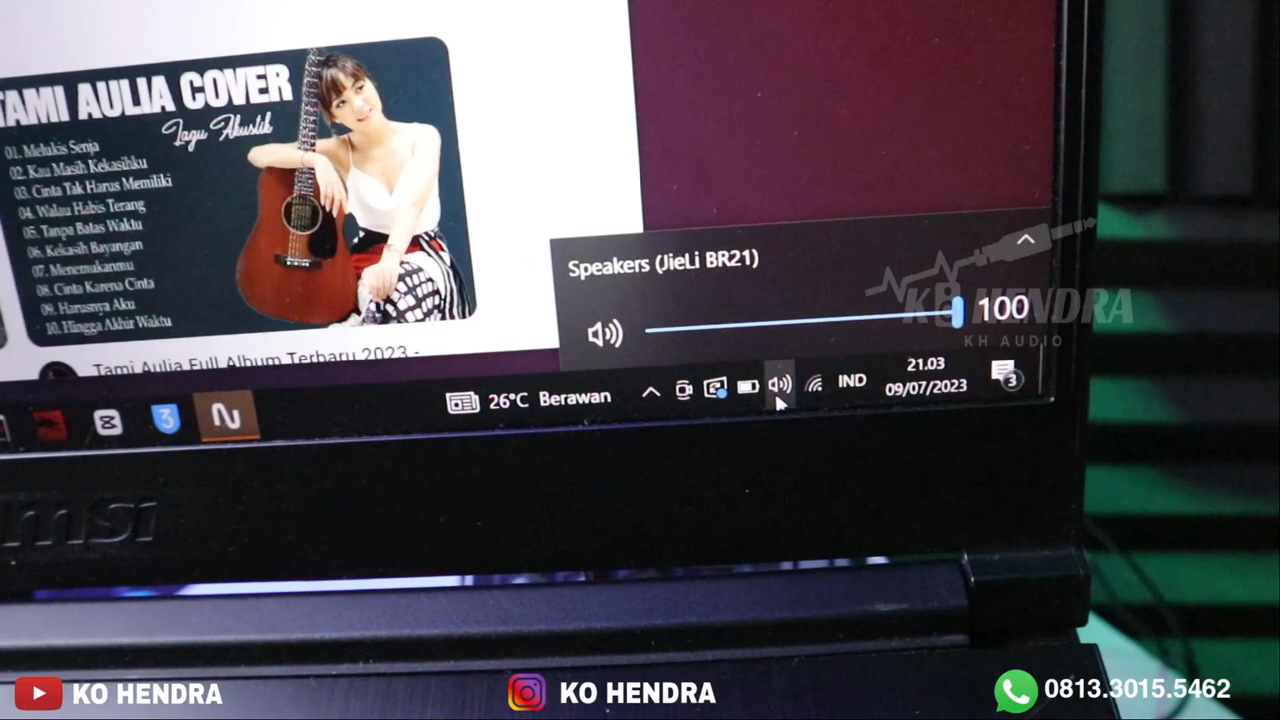 TAMI AULIA COVER
Lagu Akustik
01. Melukis Senja
02. Kau Masih Kekasihku
03. Cinta Tak Harus Memiliki
04. Walau Habis Terang
05. Tanpa Batas Waktu
06. Kekasih Bayangan
07. Menemukanmu
08. Cinta Karena Cinta
09. Harusnya Aku
10. Hingga Akhir Waktu
Tami Aulia Full Album Terbaru 2023 -
Speakers (JieLi BR21)
100
KO HENDRA
KH AUDIO
26°C Berawan
IND
21.03
09/07/2023
3
3
msi
KO HENDRA
KO HENDRA
0813.3015.5462